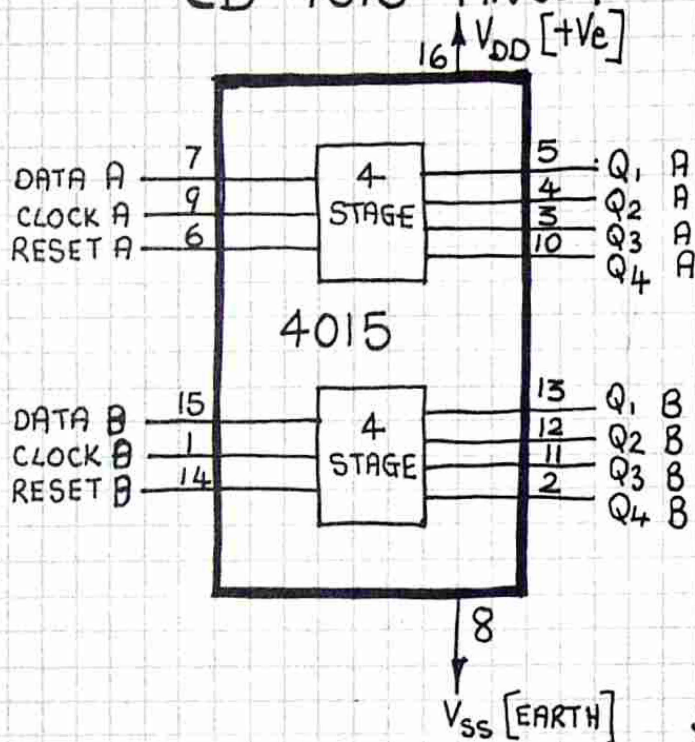 16 VDD [+Ve]
DATA A 7
CLOCK A 9
RESET A 6
4-
STAGE
5 Q1 A
4 Q2 A
3 Q3 A
10 Q4 A
4015
DATA B 15
CLOCK B 1
RESET B 14
4
STAGE
13 Q1 B
12 Q2 B
11 Q3 B
2 Q4 B
8
VSS [EARTH]